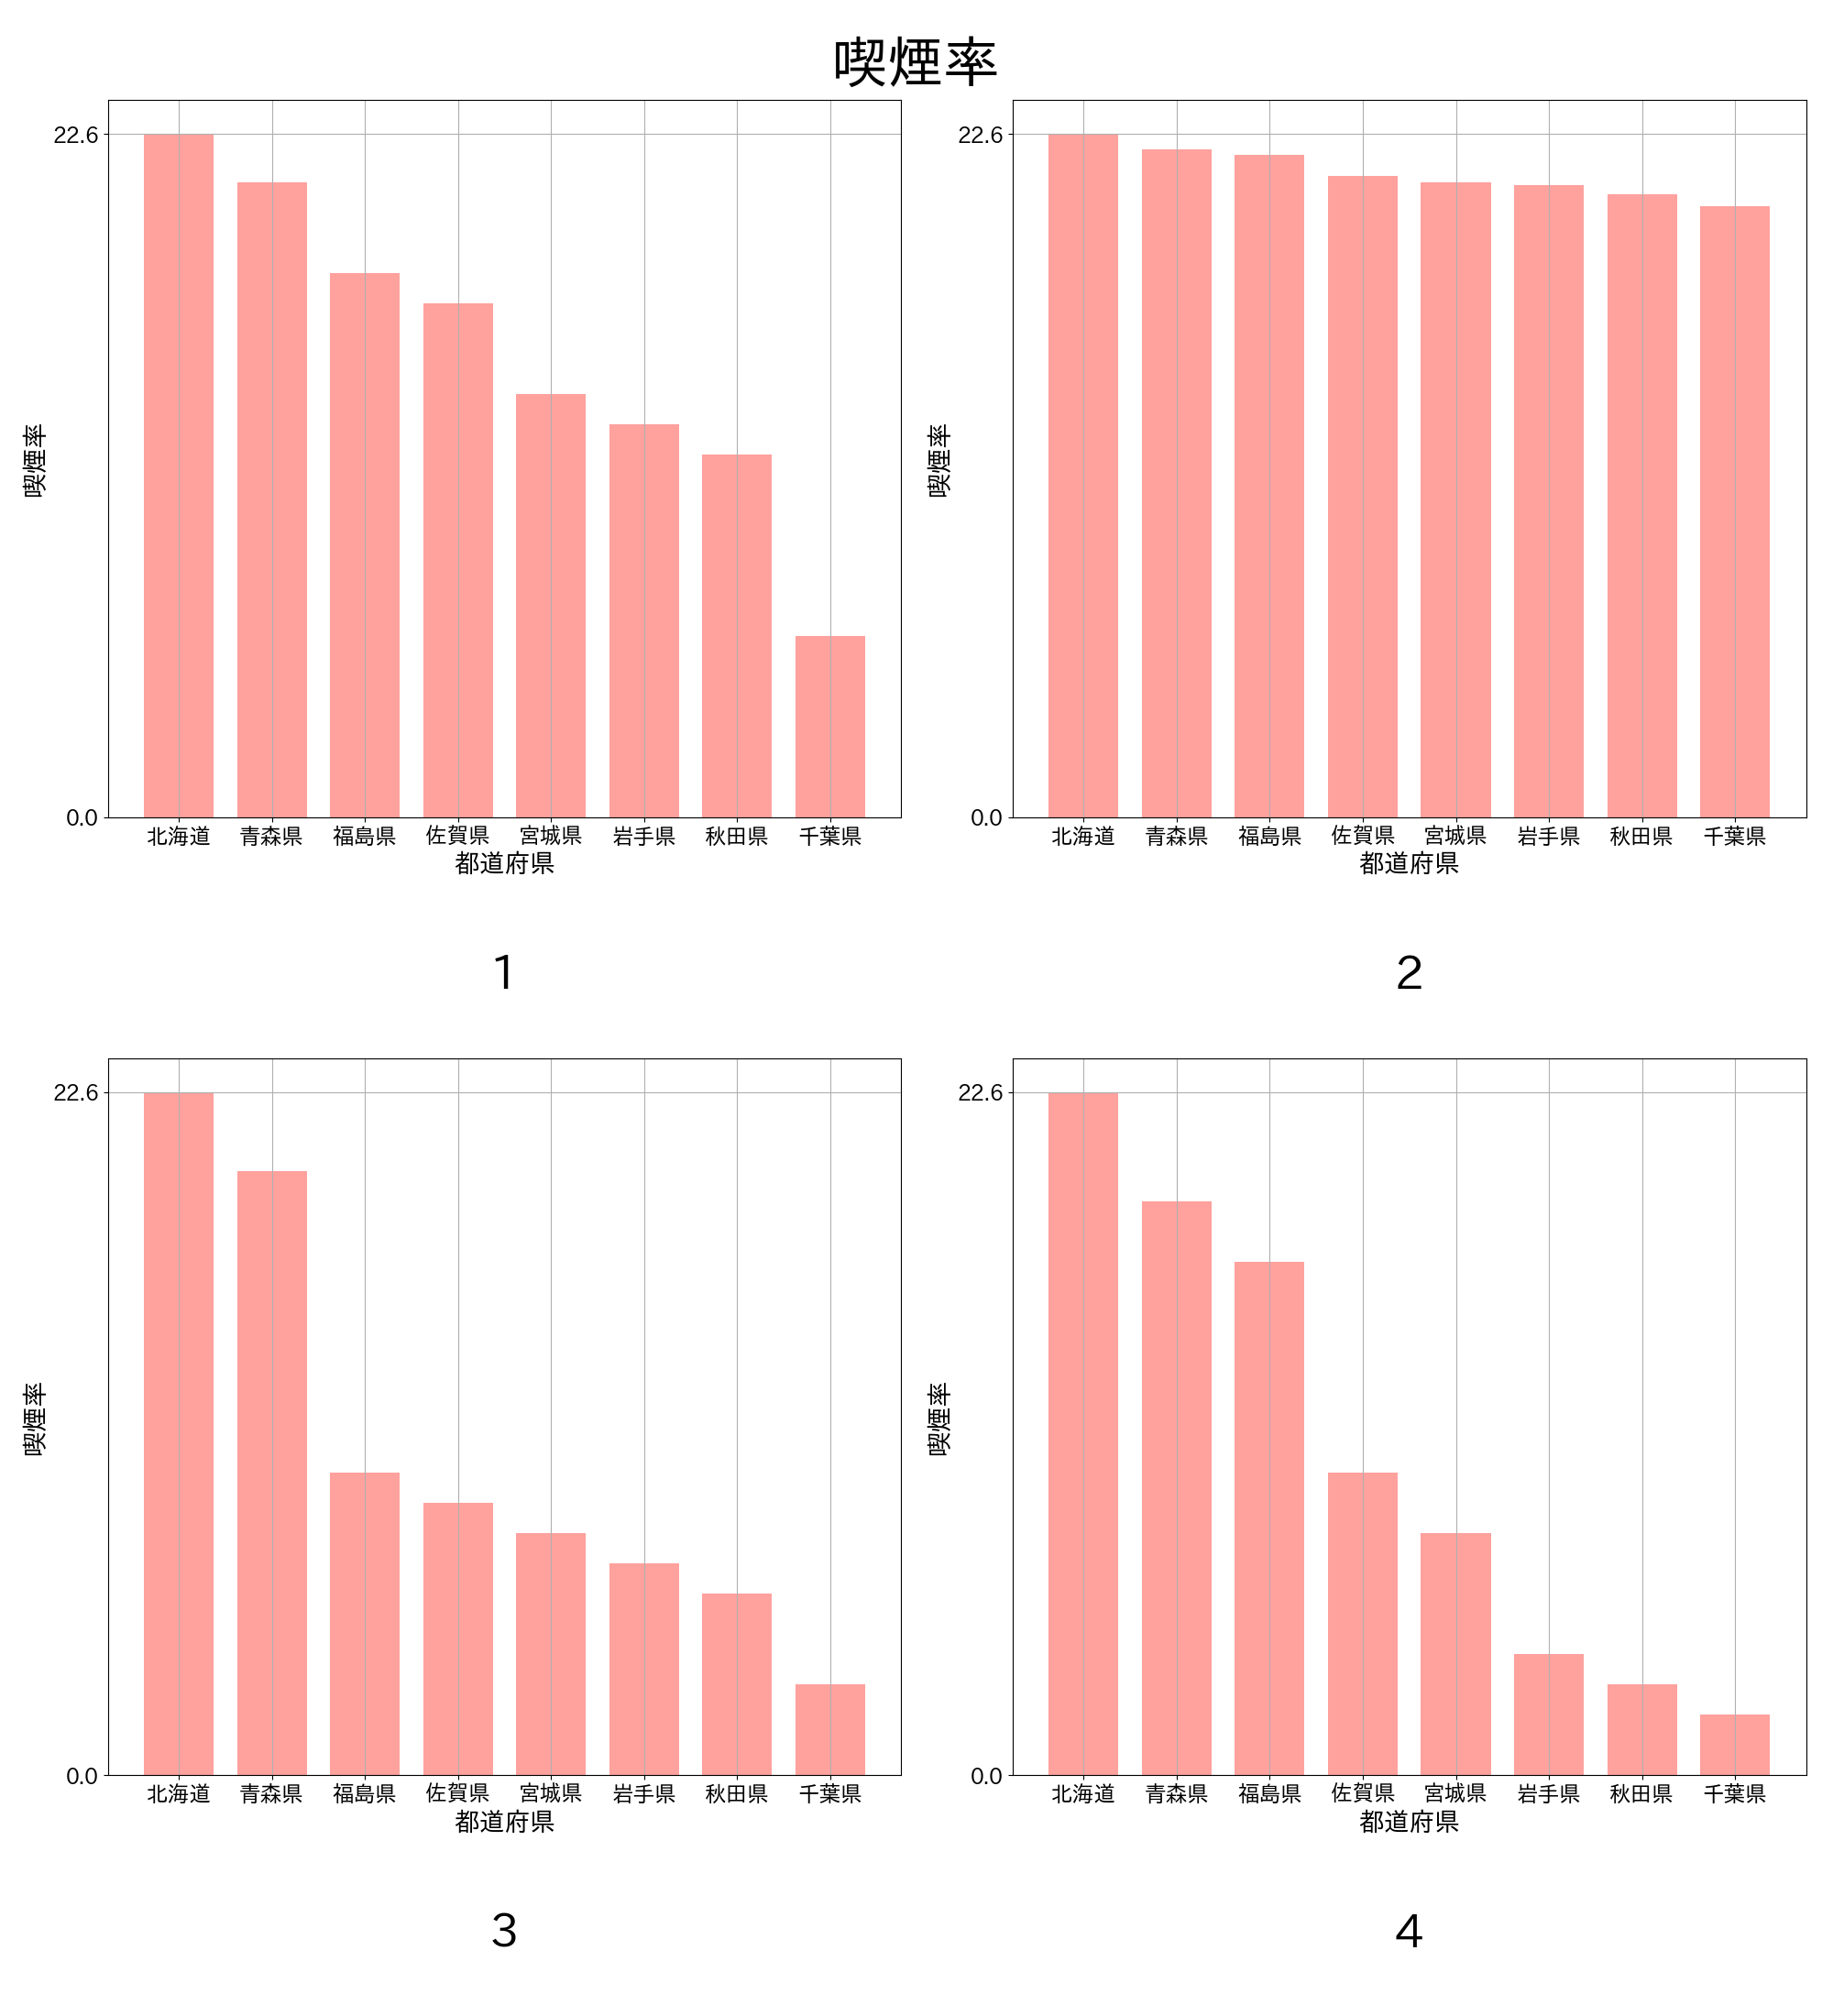 喫煙率
22.6
0.0
喫煙率
北海道 青森県 福島県 佐賀県 宮城県 岩手県 秋田県 千葉県
都道府県
1
22.6
0.0
喫煙率
北海道 青森県 福島県 佐賀県 宮城県 岩手県 秋田県 千葉県
都道府県
2
22.6
0.0
喫煙率
北海道 青森県 福島県 佐賀県 宮城県 岩手県 秋田県 千葉県
都道府県
3
22.6
0.0
喫煙率
北海道 青森県 福島県 佐賀県 宮城県 岩手県 秋田県 千葉県
都道府県
4